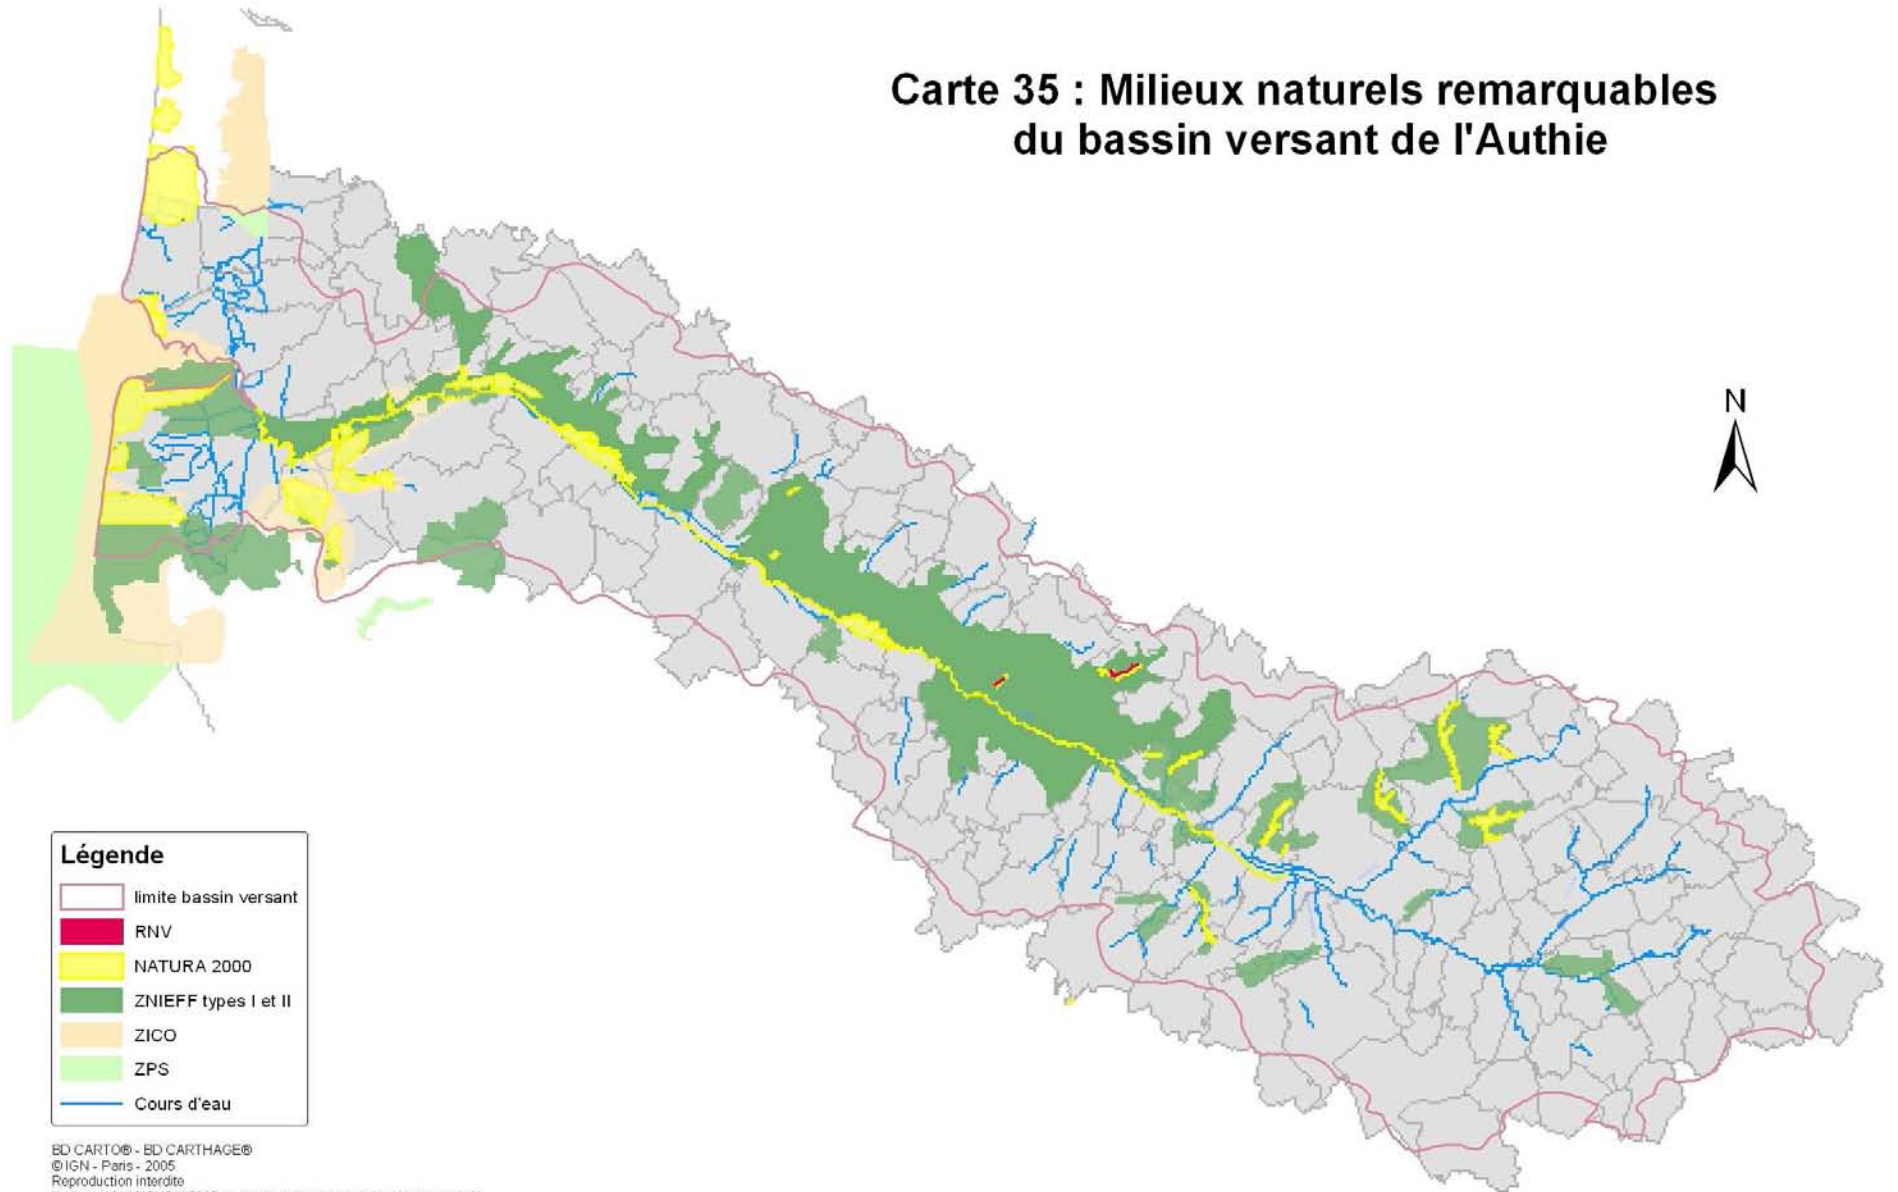 Carte 35 : Milieux naturels remarquables
du bassin versant de l'Authie
N
Légende
limite bassin versant
RNV
NATURA 2000
ZNIEFF types I et II
ZICO
ZPS
Cours d'eau
BD CARTO® - BD CARTHAGE®
©IGN - Paris - 2005
Reproduction interdite